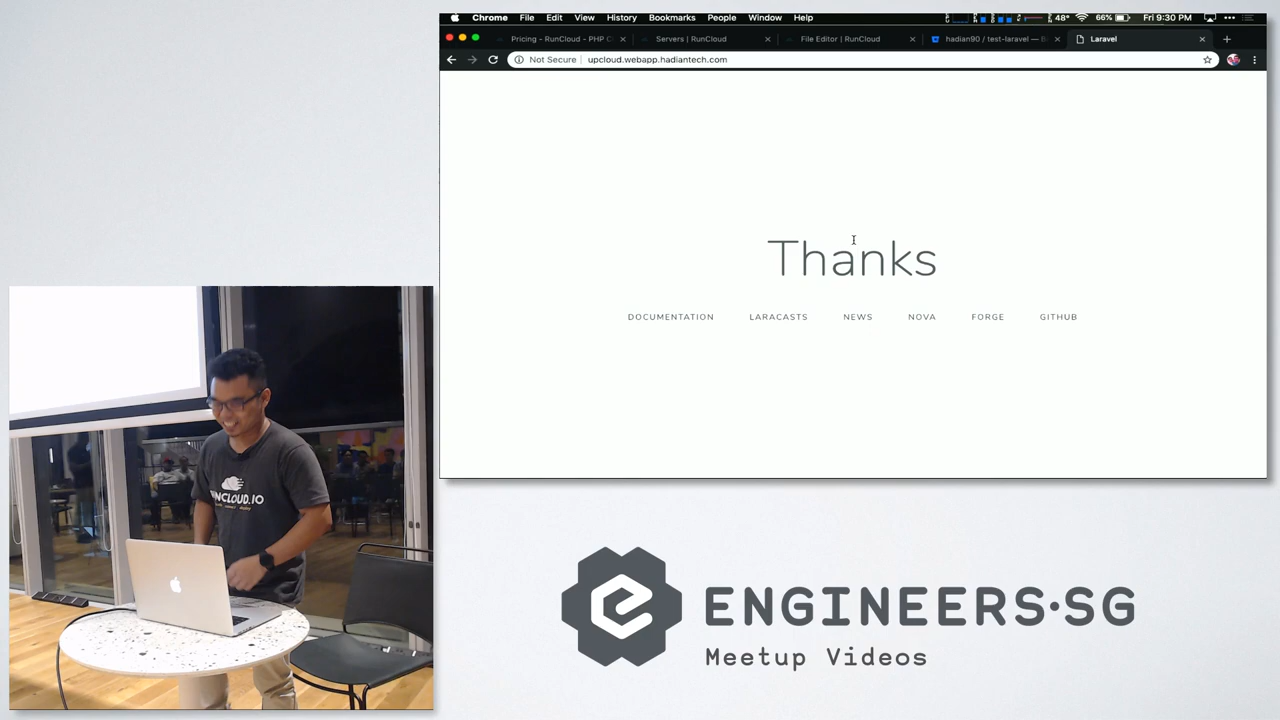 Chrome File Edit View History Bookmarks People Window Help 48° 66% Fri 9:30 PM
Pricing - RunCloud - PHP C
Servers | RunCloud
File Editor | RunCloud
hadian90 / test-laravel — B
Laravel
Not Secure | upcloud.webapp.hadiantech.com
Thanks
DOCUMENTATION LARACASTS NEWS NOVA FORGE GITHUB
NCLOUD.IO
ENGINEERS·SG
Meetup Videos